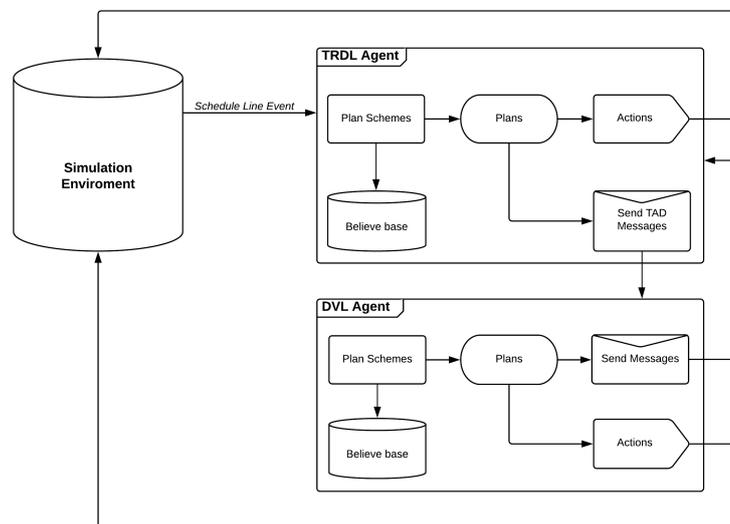 TRDL Agent
Schedule Line Event
Plan Schemes
Plans
Actions
Simulation
Enviroment
Believe base
Send TAD
Messages
DVL Agent
Plan Schemes
Plans
Send Messages
Believe base
Actions